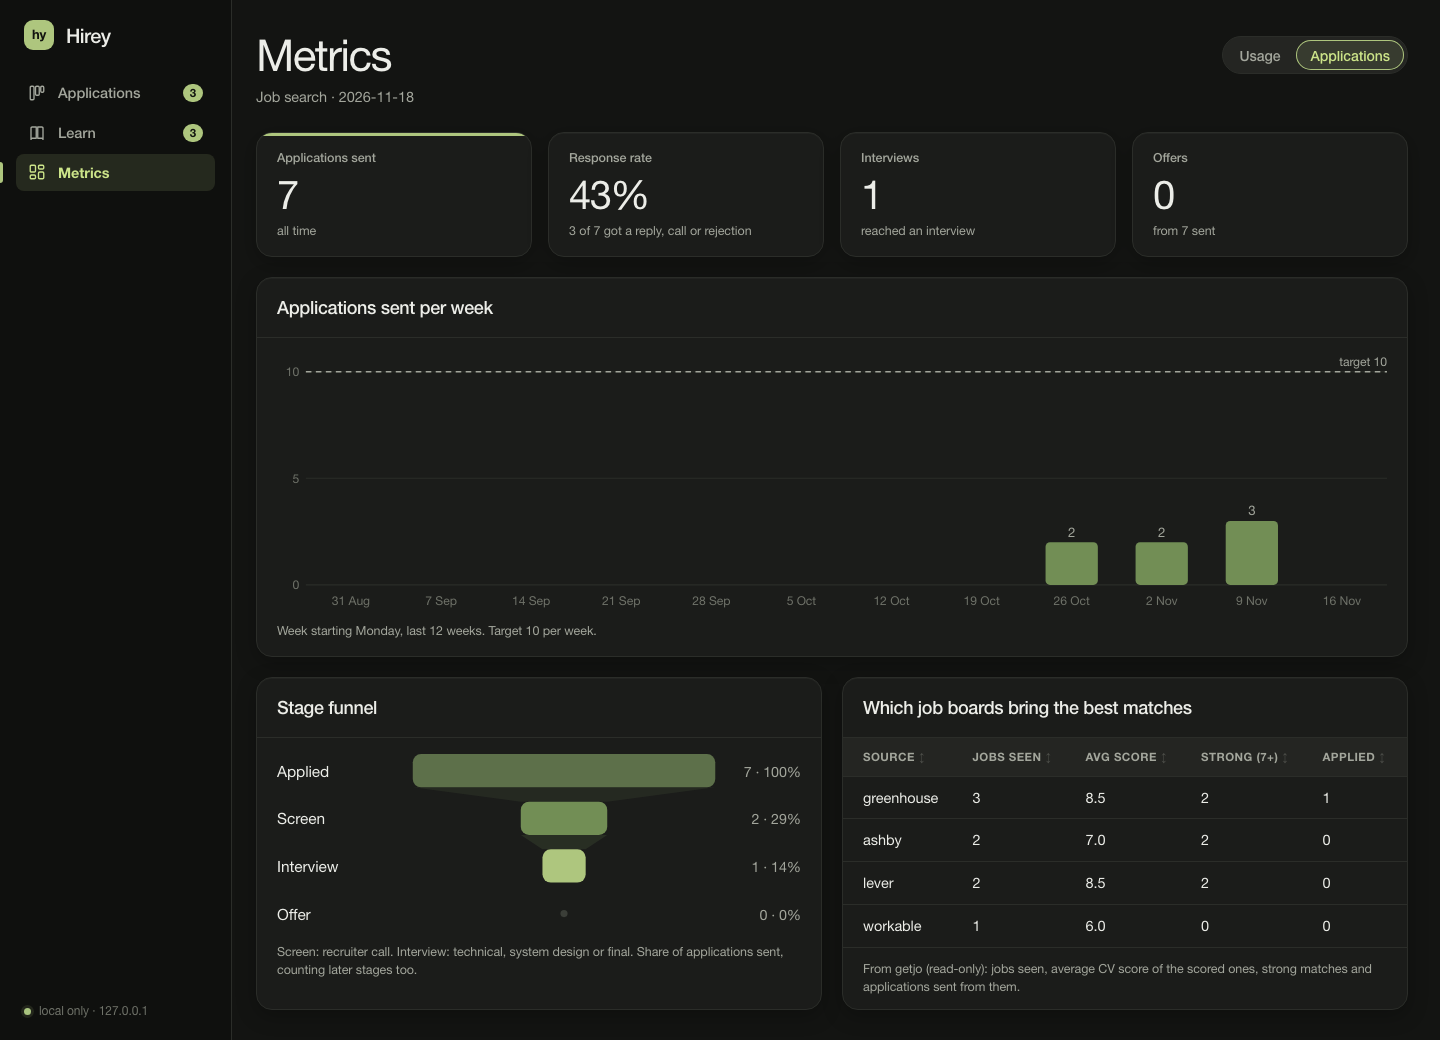 hy Hirey
Applications 3
Learn 3
Metrics
local only · 127.0.0.1
Metrics
Job search · 2026-11-18
Usage Applications
Applications sent
7
all time
Response rate
43%
3 of 7 got a reply, call or rejection
Interviews
1
reached an interview
Offers
0
from 7 sent
Applications sent per week
target 10
10
5
0
2 2 3
31 Aug 7 Sep 14 Sep 21 Sep 28 Sep 5 Oct 12 Oct 19 Oct 26 Oct 2 Nov 9 Nov 16 Nov
Week starting Monday, last 12 weeks. Target 10 per week.
Stage funnel
Applied 7 · 100%
Screen 2 · 29%
Interview 1 · 14%
Offer 0 · 0%
Screen: recruiter call. Interview: technical, system design or final. Share of applications sent,
counting later stages too.
Which job boards bring the best matches
SOURCE ↕ JOBS SEEN ↕ AVG SCORE ↕ STRONG (7+) ↕ APPLIED ↕
greenhouse 3 8.5 2 1
ashby 2 7.0 2 0
lever 2 8.5 2 0
workable 1 6.0 0 0
From getjo (read-only): jobs seen, average CV score of the scored ones, strong matches and
applications sent from them.